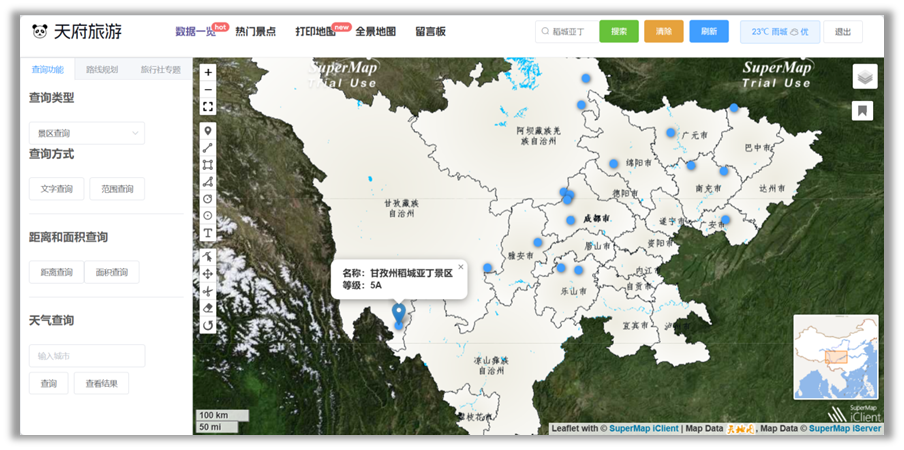 天府旅游
数据一览 hot
热门景点
打印地图 new
全景地图
留言板
稻城亚丁
搜索
清除
刷新
23℃ 雨城 优
退出
查询功能
路线规划
旅行社专题
查询类型
景区查询
查询方式
文字查询
范围查询
距离和面积查询
距离查询
面积查询
天气查询
输入城市
查询
查看结果
+
−
T
SuperMap
Trial Use
SuperMap
Trial Use
阿坝藏族羌
族自治州
广元市
巴中市
绵阳市
甘孜藏族
自治州
德阳市
南充市
达州市
成都市
遂宁市
广安市
雅安市
眉山市
资阳市
内江市
自贡市
乐山市
宜宾市
凉山彝族
自治州
攀枝花市
名称：甘孜州稻城亚丁景区
等级：5A
×
100 km
50 mi
SuperMap
iClient
Leaflet with © SuperMap iClient | Map Data 天地图, Map Data © SuperMap iServer